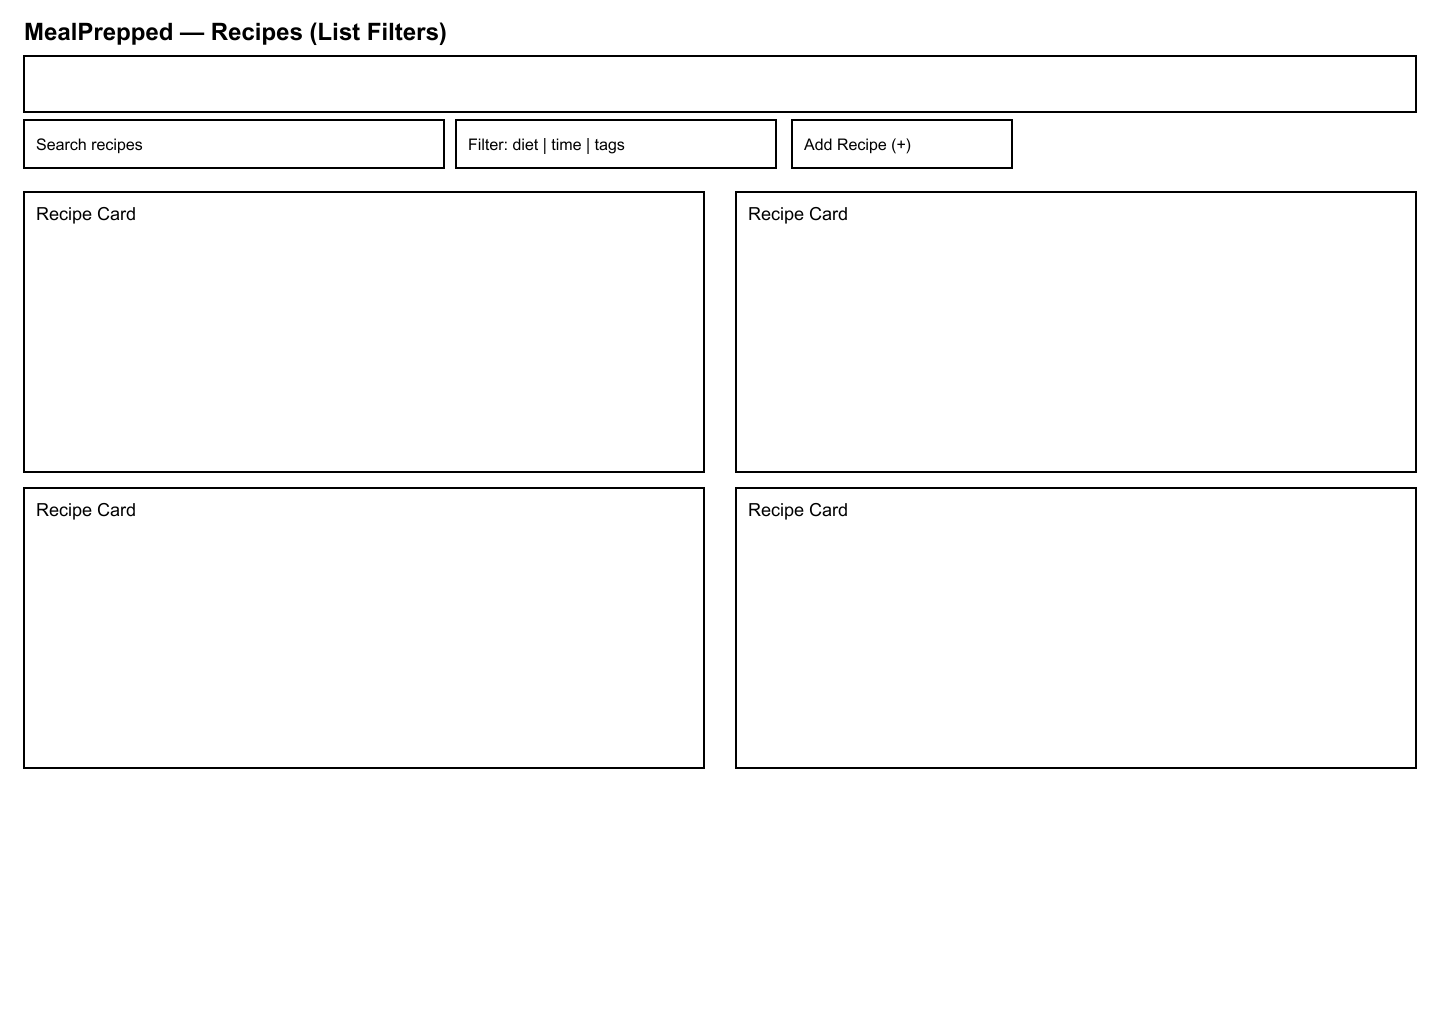 MealPrepped — Recipes (List Filters)
Search recipes
Filter: diet | time | tags
Add Recipe (+)
Recipe Card
Recipe Card
Recipe Card
Recipe Card